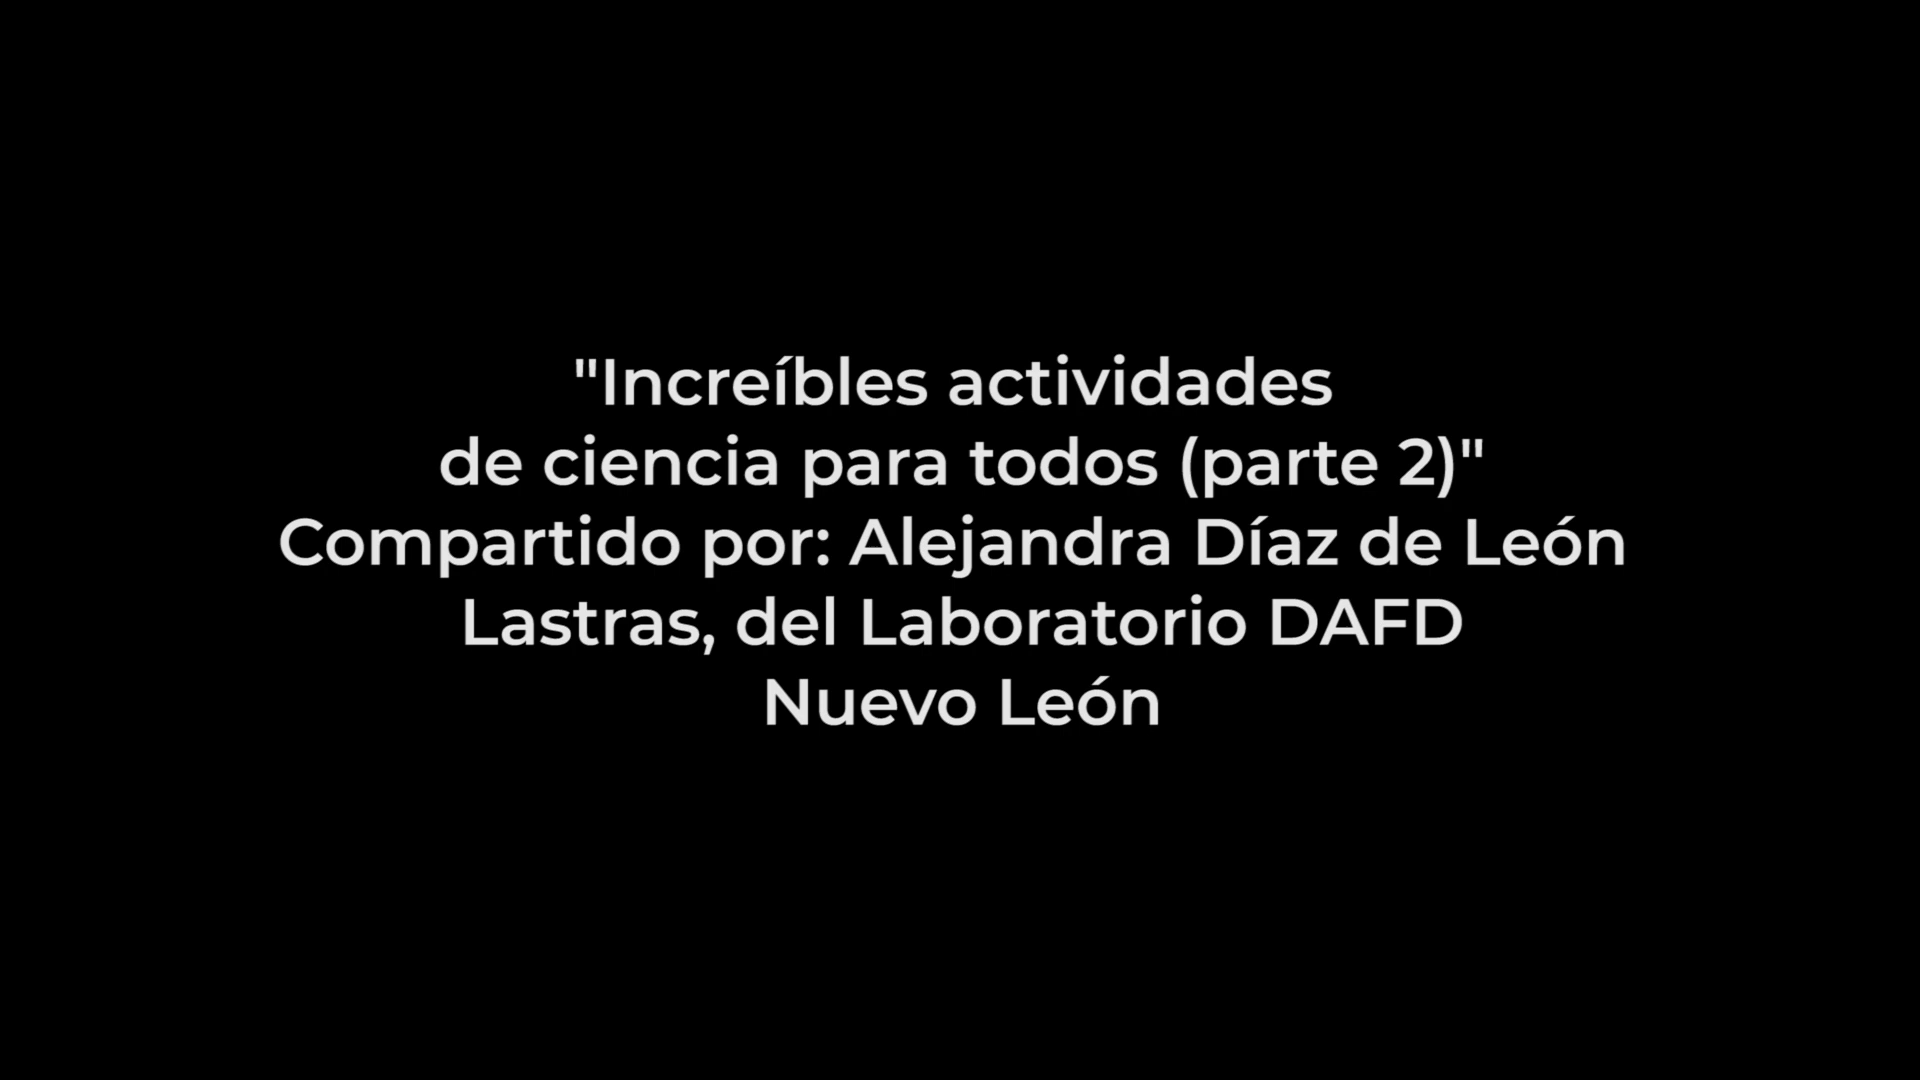 "Increíbles actividades
de ciencia para todos (parte 2)"
Compartido por: Alejandra Díaz de León
Lastras, del Laboratorio DAFD
Nuevo León